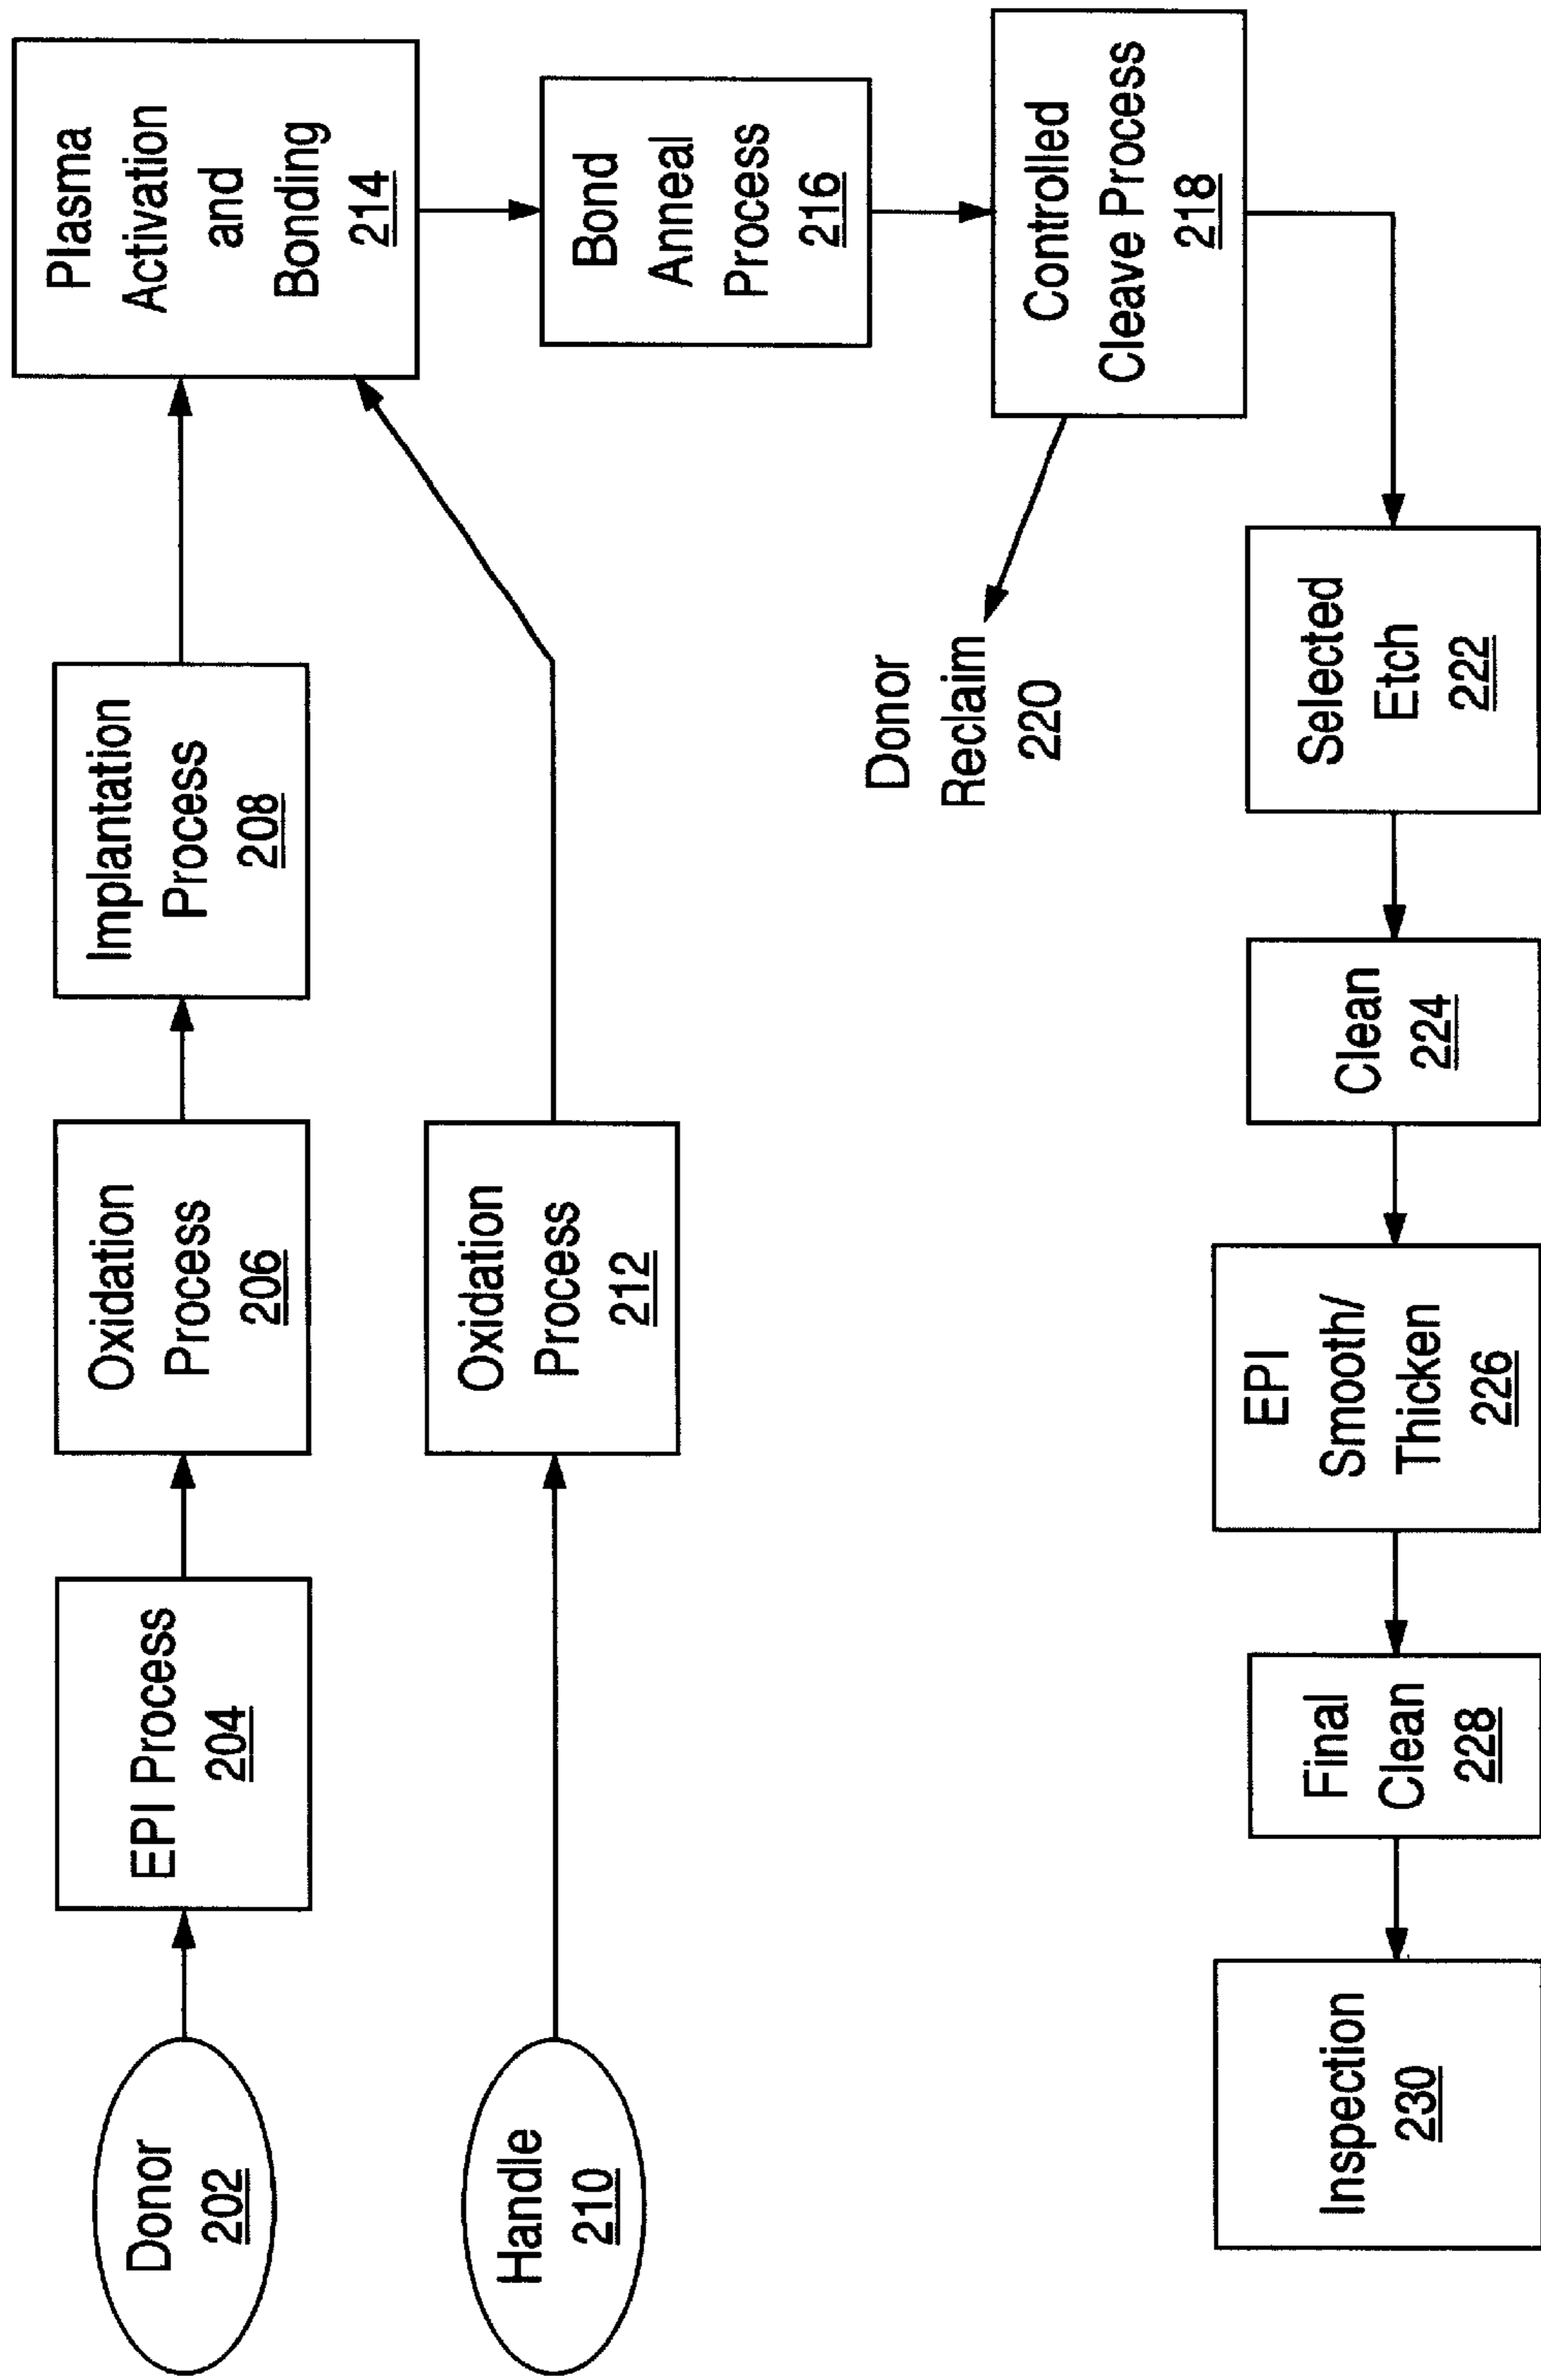 Donor
202
EPI Process
204
Oxidation
Process
206
Implantation
Process
208
Plasma
Activation
and
Bonding
214
Handle
210
Oxidation
Process
212
Bond
Anneal
Process
216
Controlled
Cleave Process
218
Donor
Reclaim
220
Selected
Etch
222
Clean
224
EPI
Smooth/
Thicken
226
Final
Clean
228
Inspection
230